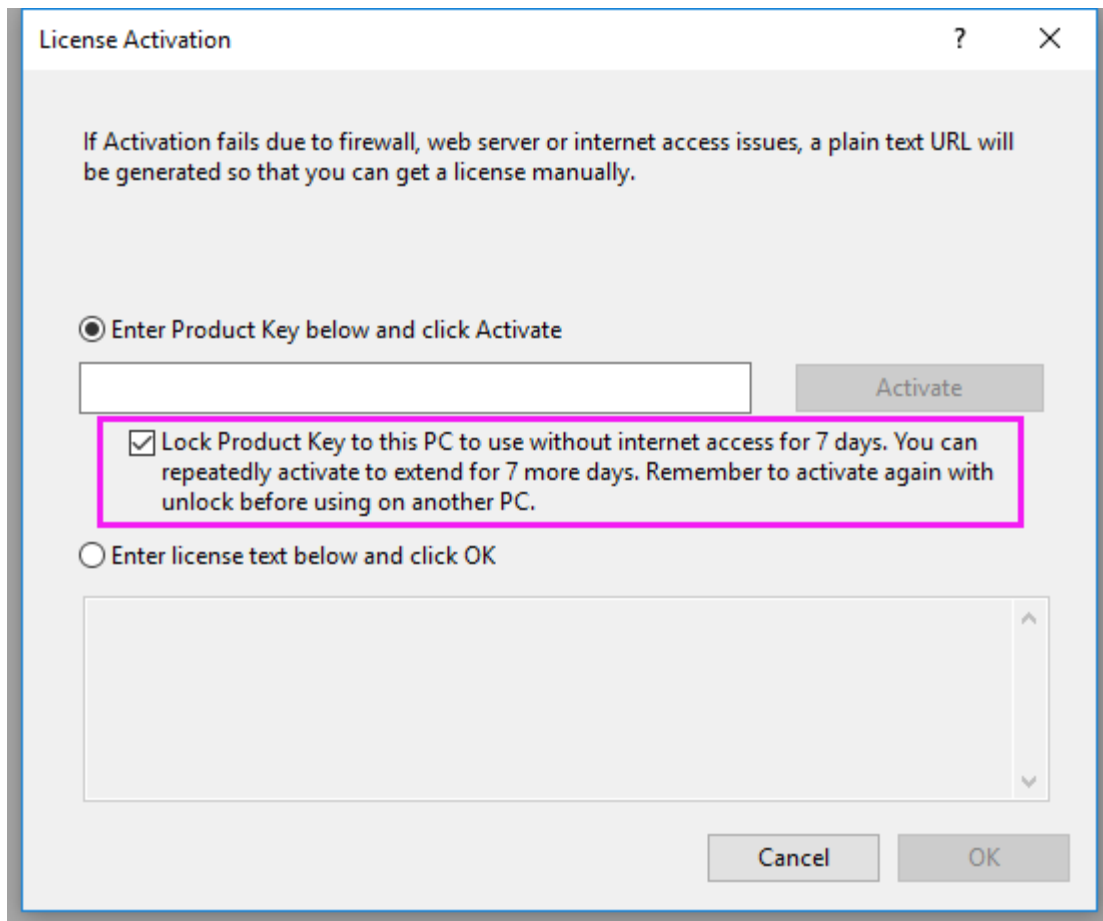 License Activation ?
If Activation fails due to firewall, web server or internet access issues, a plain text URL will
be generated so that you can get a license manually.
Enter Product Key below and click Activate
Activate
Lock Product Key to this PC to use without internet access for 7 days. You can
repeatedly activate to extend for 7 more days. Remember to activate again with
unlock before using on another PC.
Enter license text below and click OK
Cancel OK